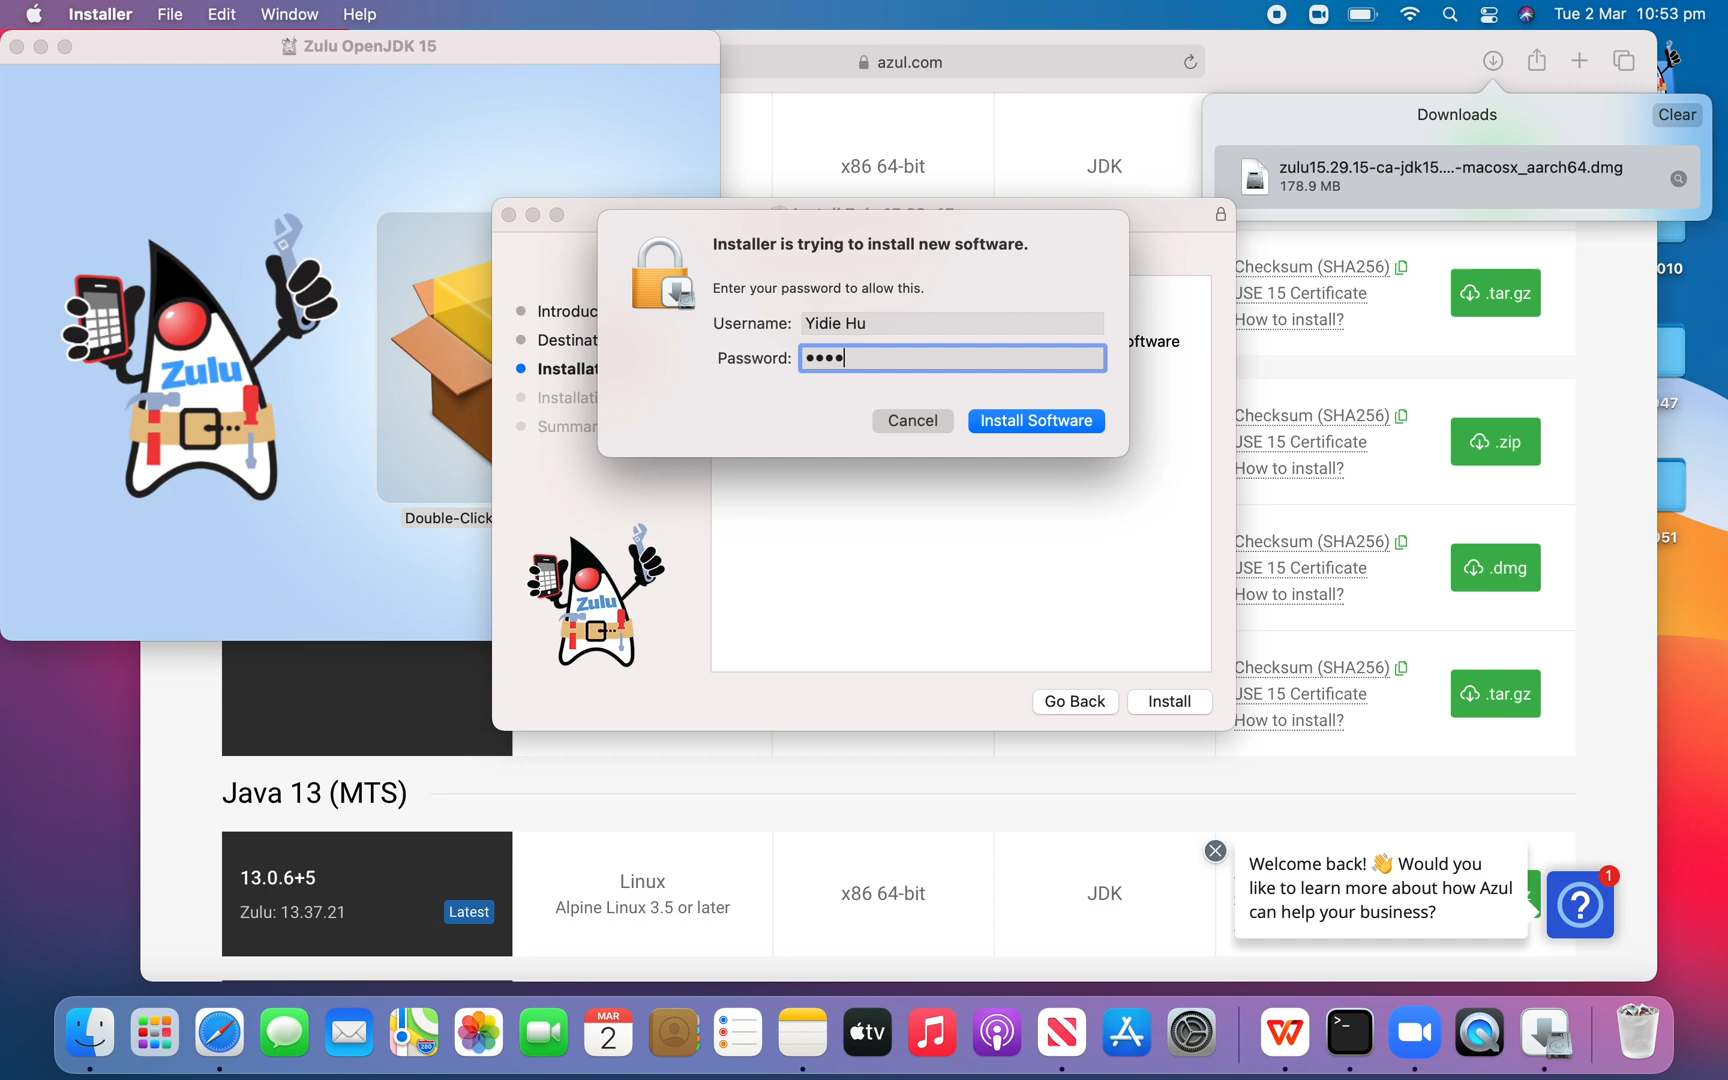 Installer File Edit Window Help
Tue 2 Mar 10:53 pm
Zulu OpenJDK 15
azul.com
Downloads
Clear
zulu15.29.15-ca-jdk15....-macosx_aarch64.dmg
178.9 MB
x86 64-bit
JDK
Zulu
Double-Click
Installer is trying to install new software.
Enter your password to allow this.
Username: Yidie Hu
Password: ••••
Cancel
Install Software
Introduc
Destinat
Installat
Installati
Summar
oftware
Zulu
Go Back
Install
Checksum (SHA256)
JSE 15 Certificate
How to install?
.tar.gz
Checksum (SHA256)
JSE 15 Certificate
How to install?
.zip
Checksum (SHA256)
JSE 15 Certificate
How to install?
.dmg
Checksum (SHA256)
JSE 15 Certificate
How to install?
.tar.gz
010
47
51
Java 13 (MTS)
13.0.6+5
Zulu: 13.37.21
Latest
Linux
Alpine Linux 3.5 or later
x86 64-bit
JDK
Welcome back! 👋 Would you
like to learn more about how Azul
can help your business?
1
MAR
2
280
tv